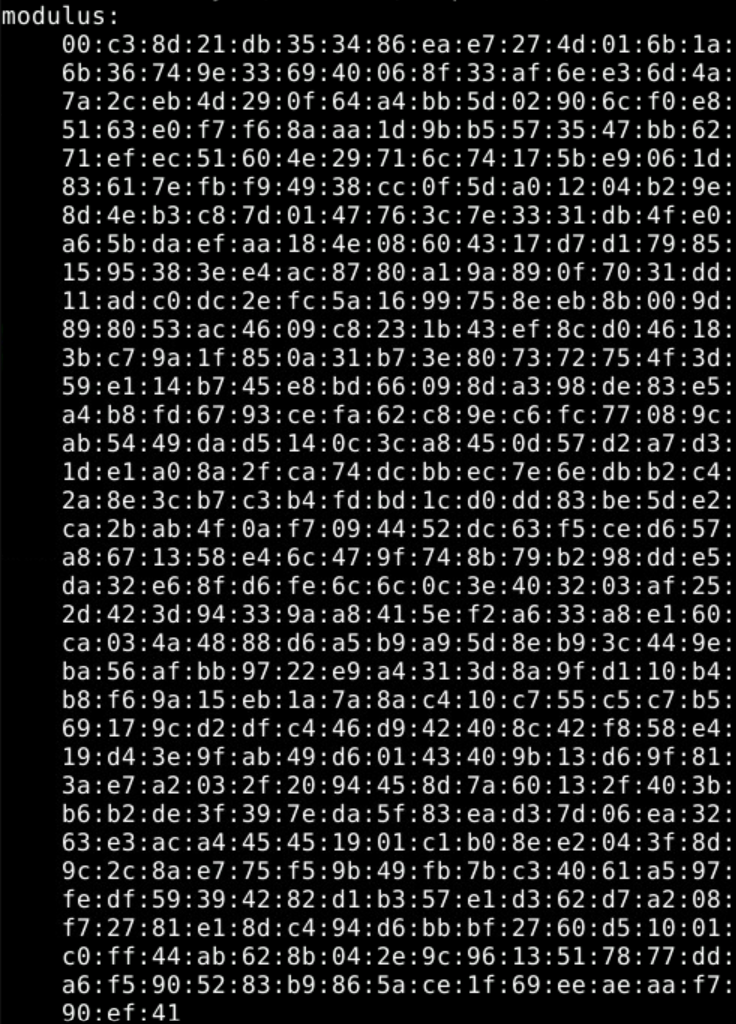 modulus:
00:c3:8d:21:db:35:34:86:ea:e7:27:4d:01:6b:1a:
6b:36:74:9e:33:69:40:06:8f:33:af:6e:e3:6d:4a:
7a:2c:eb:4d:29:0f:64:a4:bb:5d:02:90:6c:f0:e8:
51:63:e0:f7:f6:8a:aa:1d:9b:b5:57:35:47:bb:62:
71:ef:ec:51:60:4e:29:71:6c:74:17:5b:e9:06:1d:
83:61:7e:fb:f9:49:38:cc:0f:5d:a0:12:04:b2:9e:
8d:4e:b3:c8:7d:01:47:76:3c:7e:33:31:db:4f:e0:
a6:5b:da:ef:aa:18:4e:08:60:43:17:d7:d1:79:85:
15:95:38:3e:e4:ac:87:80:a1:9a:89:0f:70:31:dd:
11:ad:c0:dc:2e:fc:5a:16:99:75:8e:eb:8b:00:9d:
89:80:53:ac:46:09:c8:23:1b:43:ef:8c:d0:46:18:
3b:c7:9a:1f:85:0a:31:b7:3e:80:73:72:75:4f:3d:
59:e1:14:b7:45:e8:bd:66:09:8d:a3:98:de:83:e5:
a4:b8:fd:67:93:ce:fa:62:c8:9e:c6:fc:77:08:9c:
ab:54:49:da:d5:14:0c:3c:a8:45:0d:57:d2:a7:d3:
1d:e1:a0:8a:2f:ca:74:dc:bb:ec:7e:6e:db:b2:c4:
2a:8e:3c:b7:c3:b4:fd:bd:1c:d0:dd:83:be:5d:e2:
ca:2b:ab:4f:0a:f7:09:44:52:dc:63:f5:ce:d6:57:
a8:67:13:58:e4:6c:47:9f:74:8b:79:b2:98:dd:e5:
da:32:e6:8f:d6:fe:6c:6c:0c:3e:40:32:03:af:25:
2d:42:3d:94:33:9a:a8:41:5e:f2:a6:33:a8:e1:60:
ca:03:4a:48:88:d6:a5:b9:a9:5d:8e:b9:3c:44:9e:
ba:56:af:bb:97:22:e9:a4:31:3d:8a:9f:d1:10:b4:
b8:f6:9a:15:eb:1a:7a:8a:c4:10:c7:55:c5:c7:b5:
69:17:9c:d2:df:c4:46:d9:42:40:8c:42:f8:58:e4:
19:d4:3e:9f:ab:49:d6:01:43:40:9b:13:d6:9f:81:
3a:e7:a2:03:2f:20:94:45:8d:7a:60:13:2f:40:3b:
b6:b2:de:3f:39:7e:da:5f:83:ea:d3:7d:06:ea:32:
63:e3:ac:a4:45:45:19:01:c1:b0:8e:e2:04:3f:8d:
9c:2c:8a:e7:75:f5:9b:49:fb:7b:c3:40:61:a5:97:
fe:df:59:39:42:82:d1:b3:57:e1:d3:62:d7:a2:08:
f7:27:81:e1:8d:c4:94:d6:bb:bf:27:60:d5:10:01:
c0:ff:44:ab:62:8b:04:2e:9c:96:13:51:78:77:dd:
a6:f5:90:52:83:b9:86:5a:ce:1f:69:ee:ae:aa:f7:
90:ef:41